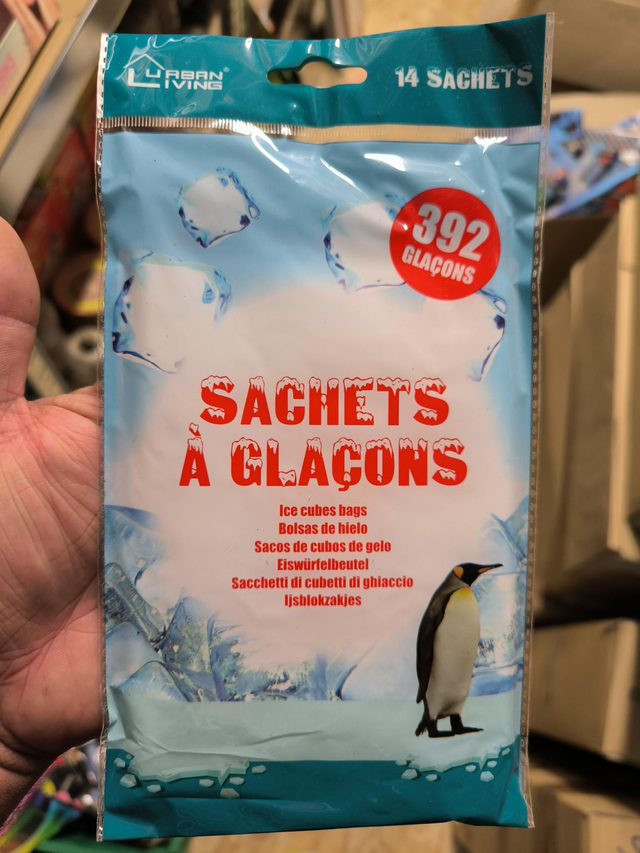 URBAN LIVING®
14 SACHETS
392
GLAÇONS
SACHETS
À GLAÇONS
Ice cubes bags
Bolsas de hielo
Sacos de cubos de gelo
Eiswürfelbeutel
Sacchetti di cubetti di ghiaccio
Ijsblokzakjes